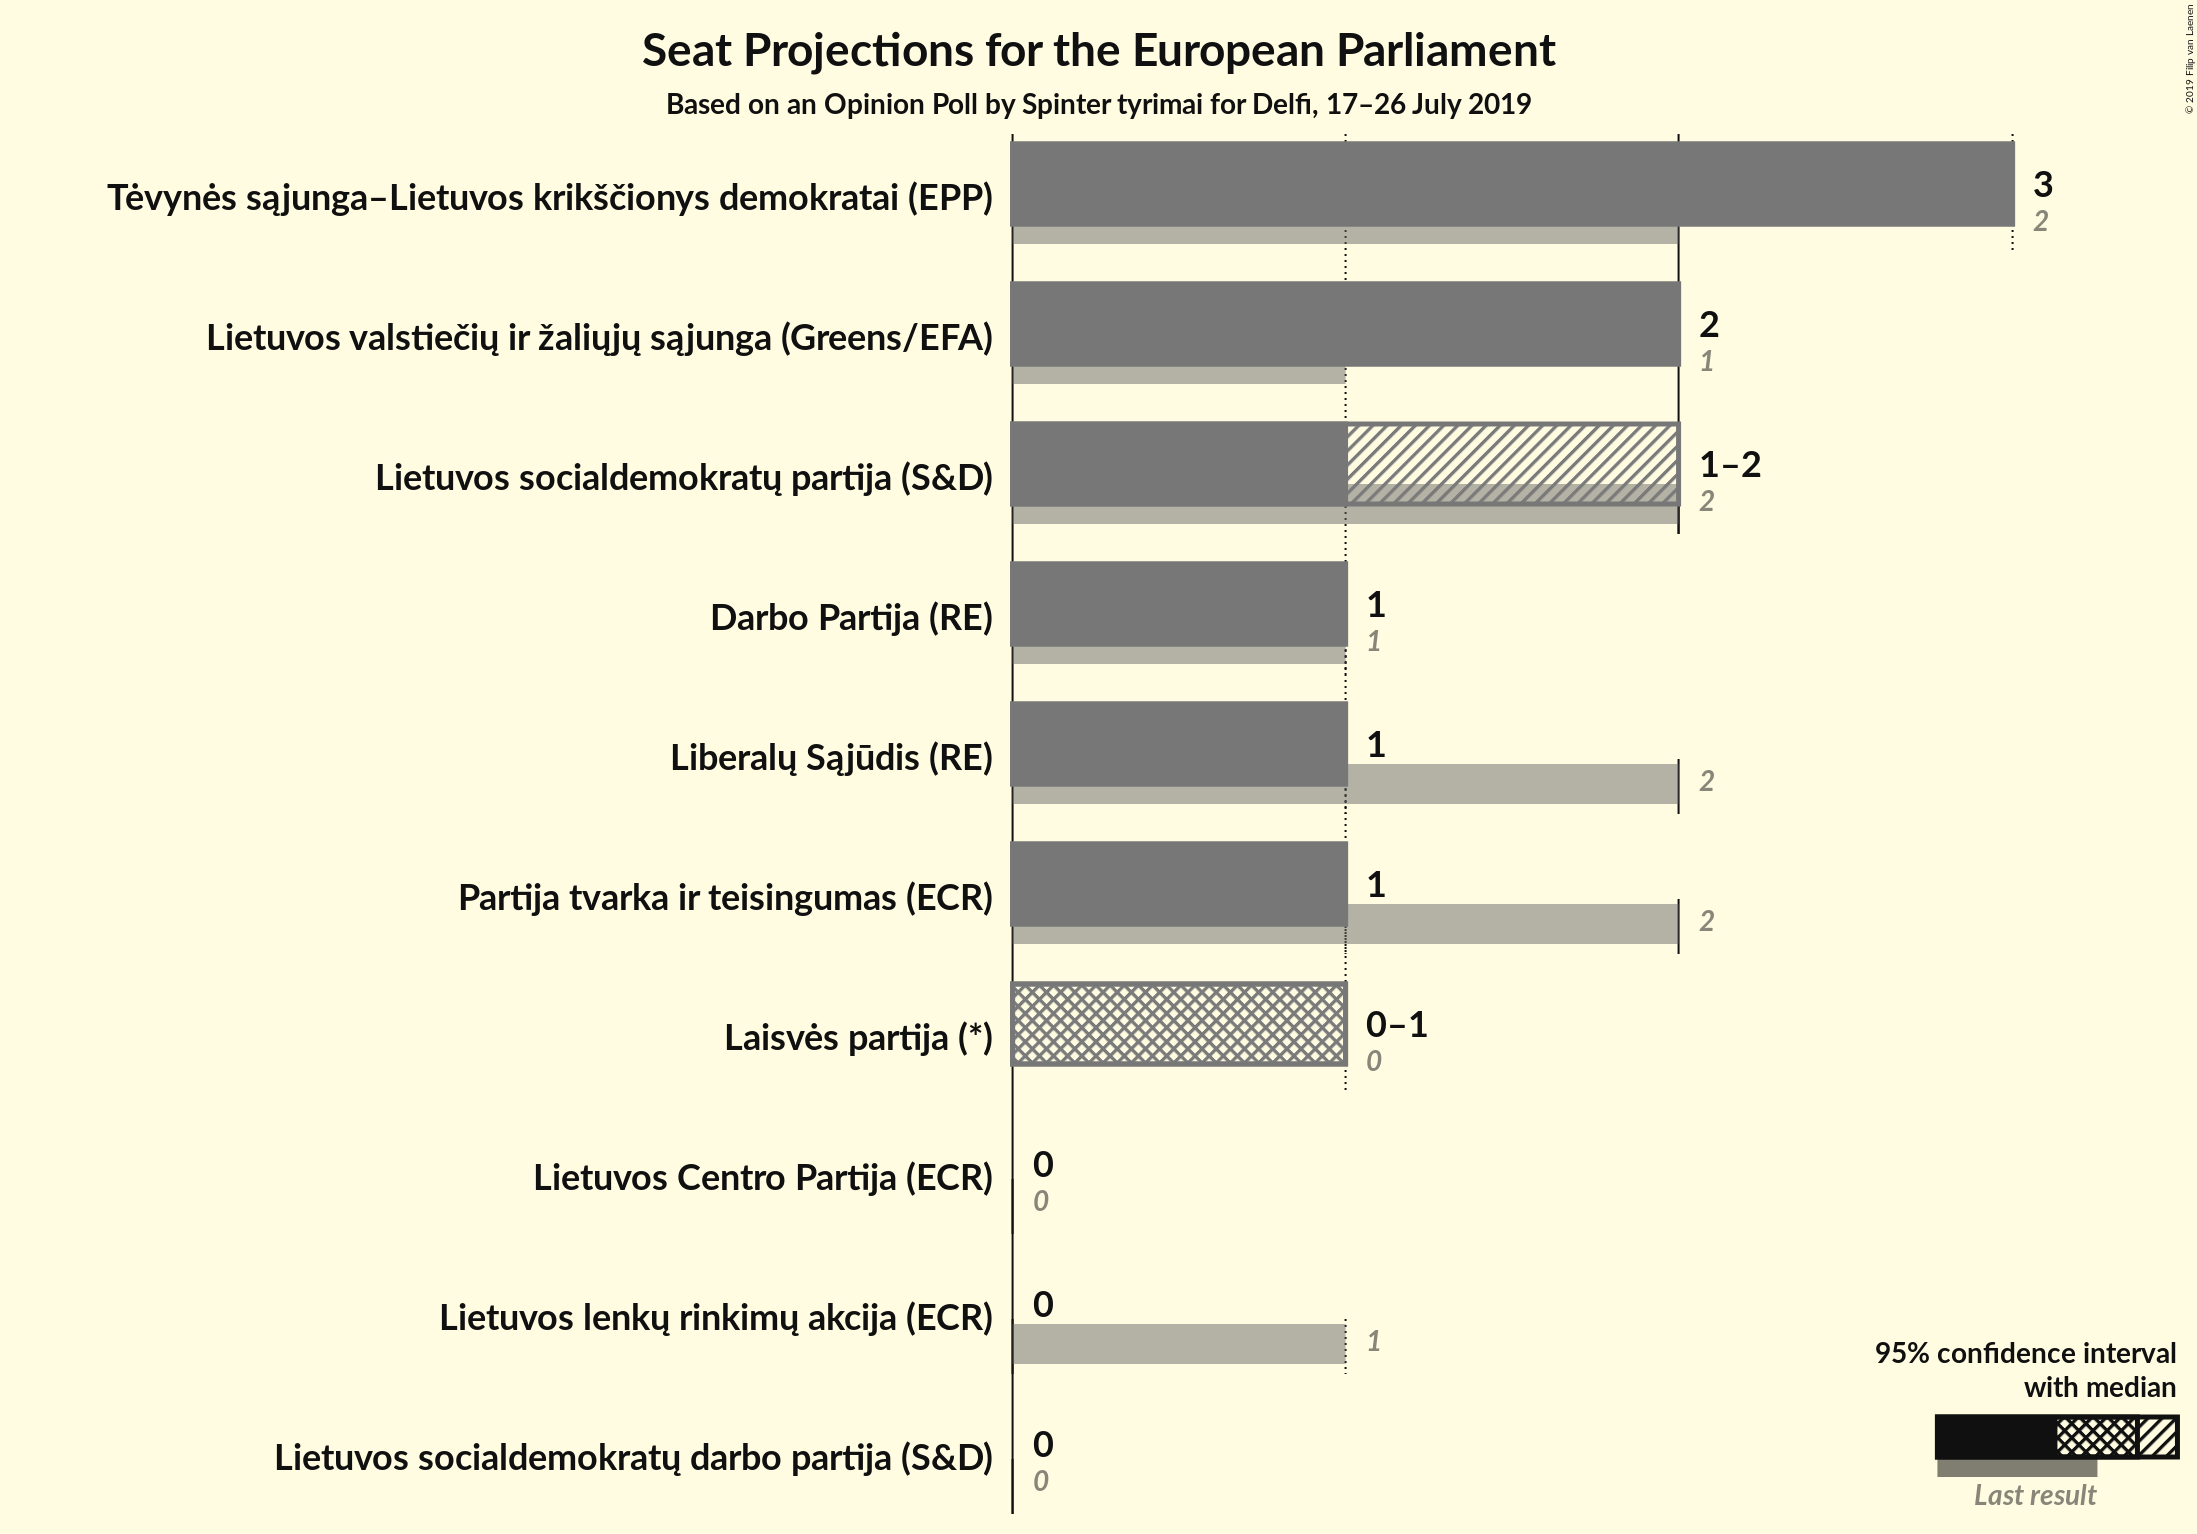 Seat Projections for the European Parliament
Based on an Opinion Poll by Spinter tyrimai for Delfi, 17–26 July 2019
© 2019 Filip van Laenen
Tėvynės sąjunga–Lietuvos krikščionys demokratai (EPP)
3
2
Lietuvos valstiečių ir žaliųjų sąjunga (Greens/EFA)
2
1
Lietuvos socialdemokratų partija (S&D)
1–2
2
Darbo Partija (RE)
1
1
Liberalų Sąjūdis (RE)
1
2
Partija tvarka ir teisingumas (ECR)
1
2
Laisvės partija (*)
0–1
0
Lietuvos Centro Partija (ECR)
0
0
Lietuvos lenkų rinkimų akcija (ECR)
0
1
Lietuvos socialdemokratų darbo partija (S&D)
0
0
95% confidence interval
with median
Last result